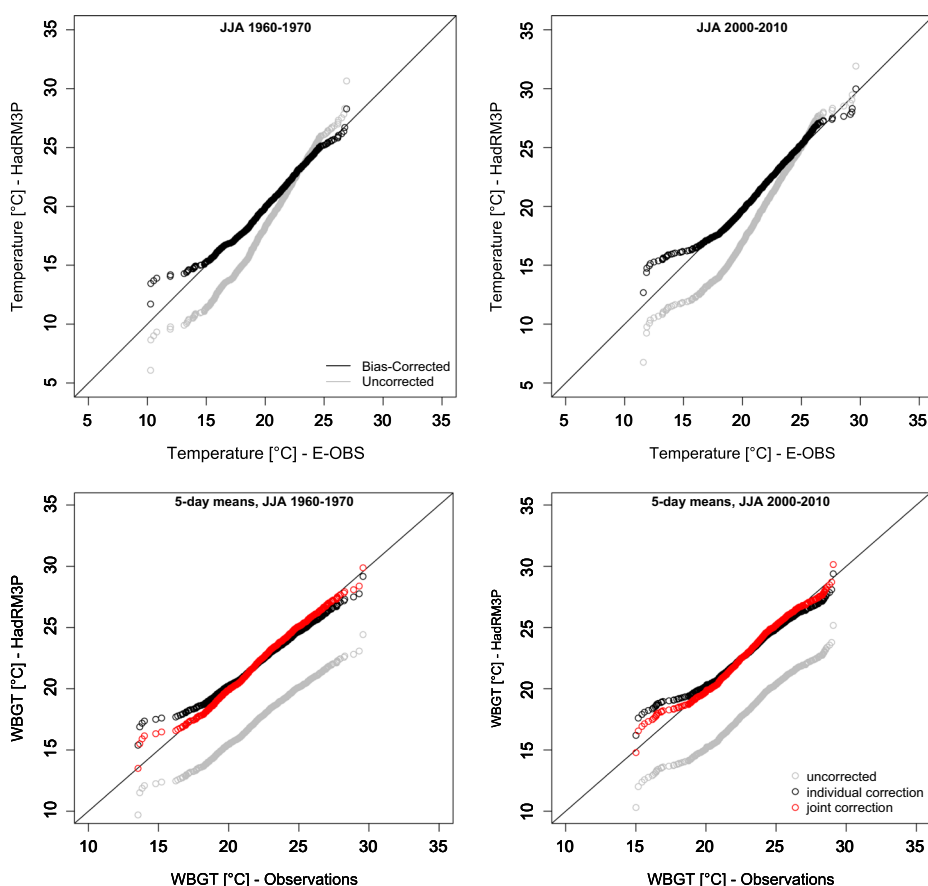 JJA 1960-1970
35
30
25
20
15
10
5
Temperature [°C] - HadRM3P
Bias-Corrected
Uncorrected
5 10 15 20 25 30 35
Temperature [°C] - E-OBS
JJA 2000-2010
35
30
25
20
15
10
5
Temperature [°C] - HadRM3P
5 10 15 20 25 30 35
Temperature [°C] - E-OBS
5-day means, JJA 1960-1970
35
30
25
20
15
10
WBGT [°C] - HadRM3P
10 15 20 25 30 35
WBGT [°C] - Observations
5-day means, JJA 2000-2010
35
30
25
20
15
10
WBGT [°C] - HadRM3P
uncorrected
individual correction
joint correction
10 15 20 25 30 35
WBGT [°C] - Observations